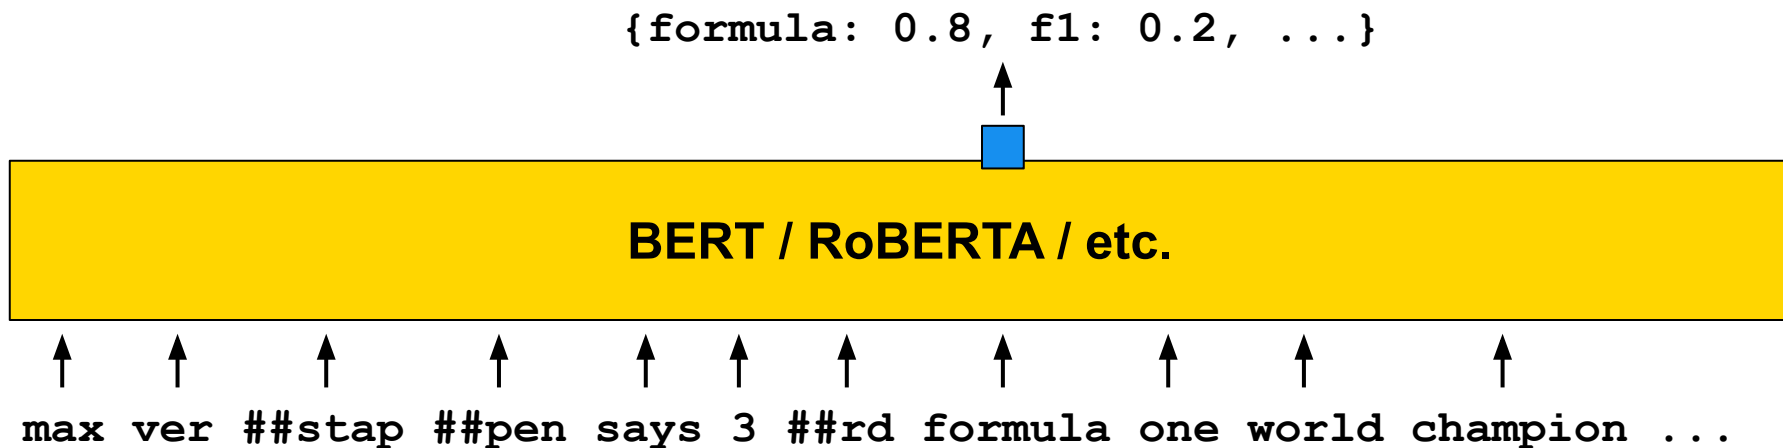 {formula: 0.8, f1: 0.2, ...}
BERT / RoBERTA / etc.
max ver ##stap ##pen says 3 ##rd formula one world champion ...